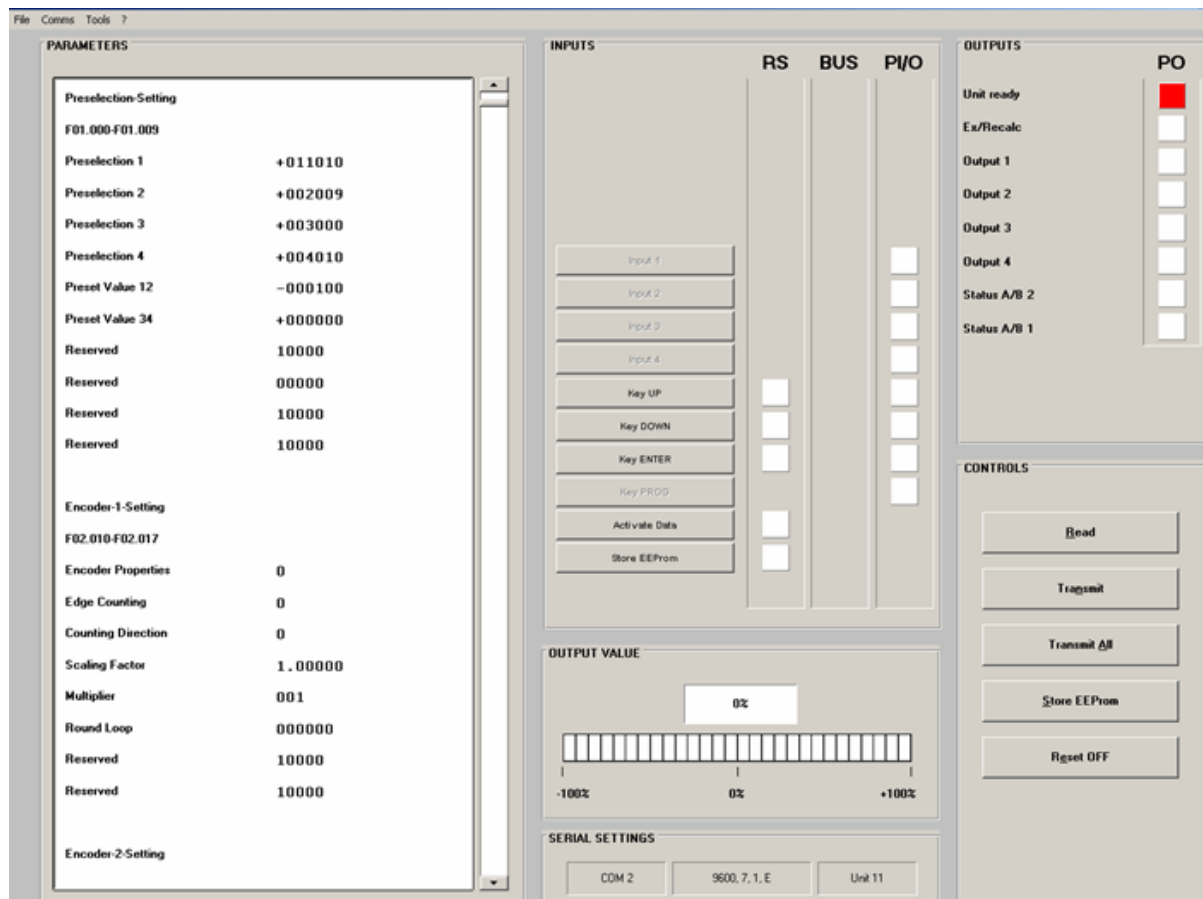 File Comms Tools ?
PARAMETERS
Preselection-Setting
F01.000-F01.009
Preselection 1 +011010
Preselection 2 +002009
Preselection 3 +003000
Preselection 4 +004010
Preset Value 12 -000100
Preset Value 34 +000000
Reserved 10000
Reserved 00000
Reserved 10000
Reserved 10000
Encoder-1-Setting
F02.010-F02.017
Encoder Properties 0
Edge Counting 0
Counting Direction 0
Scaling Factor 1.00000
Multiplier 001
Round Loop 000000
Reserved 10000
Reserved 10000
Encoder-2-Setting
INPUTS
RS BUS PI/O
Input 1
Input 2
Input 3
Input 4
Key UP
Key DOWN
Key ENTER
Key PROG
Activate Data
Store EEProm
OUTPUT VALUE
0%
-100% 0% +100%
SERIAL SETTINGS
COM 2 9600, 7, 1, E Unit 11
OUTPUTS
PO
Unit ready
Ex/Recalc
Output 1
Output 2
Output 3
Output 4
Status A/B 2
Status A/B 1
CONTROLS
Read
Transmit
Transmit All
Store EEProm
Reset OFF